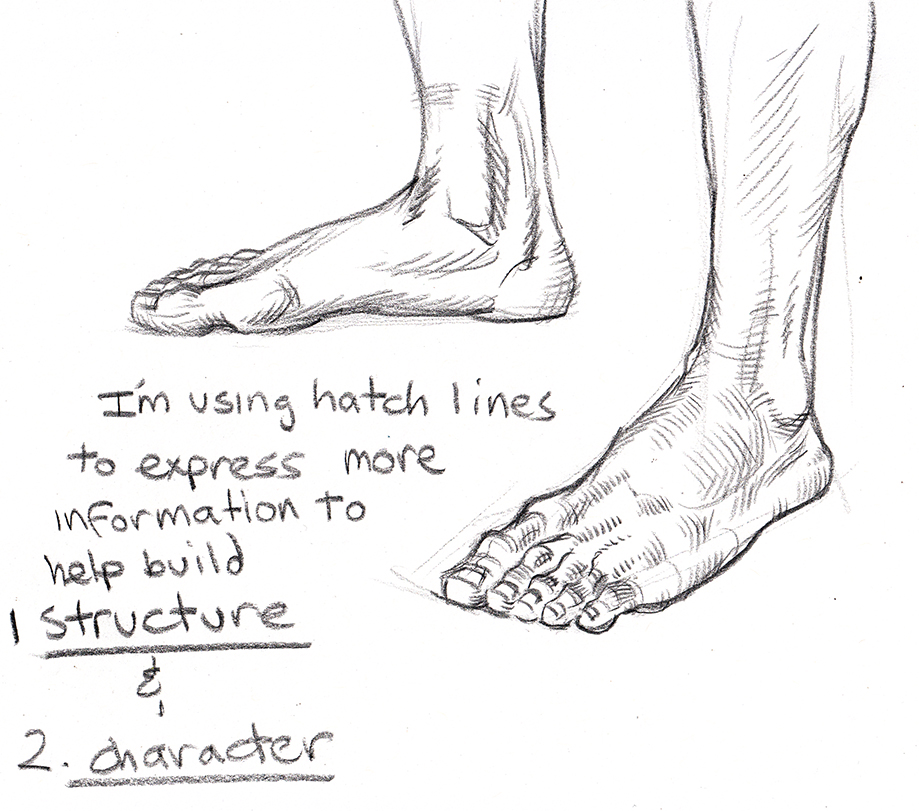 I'm using hatch lines
to express more
information to
help build
1 structure
&
2. character